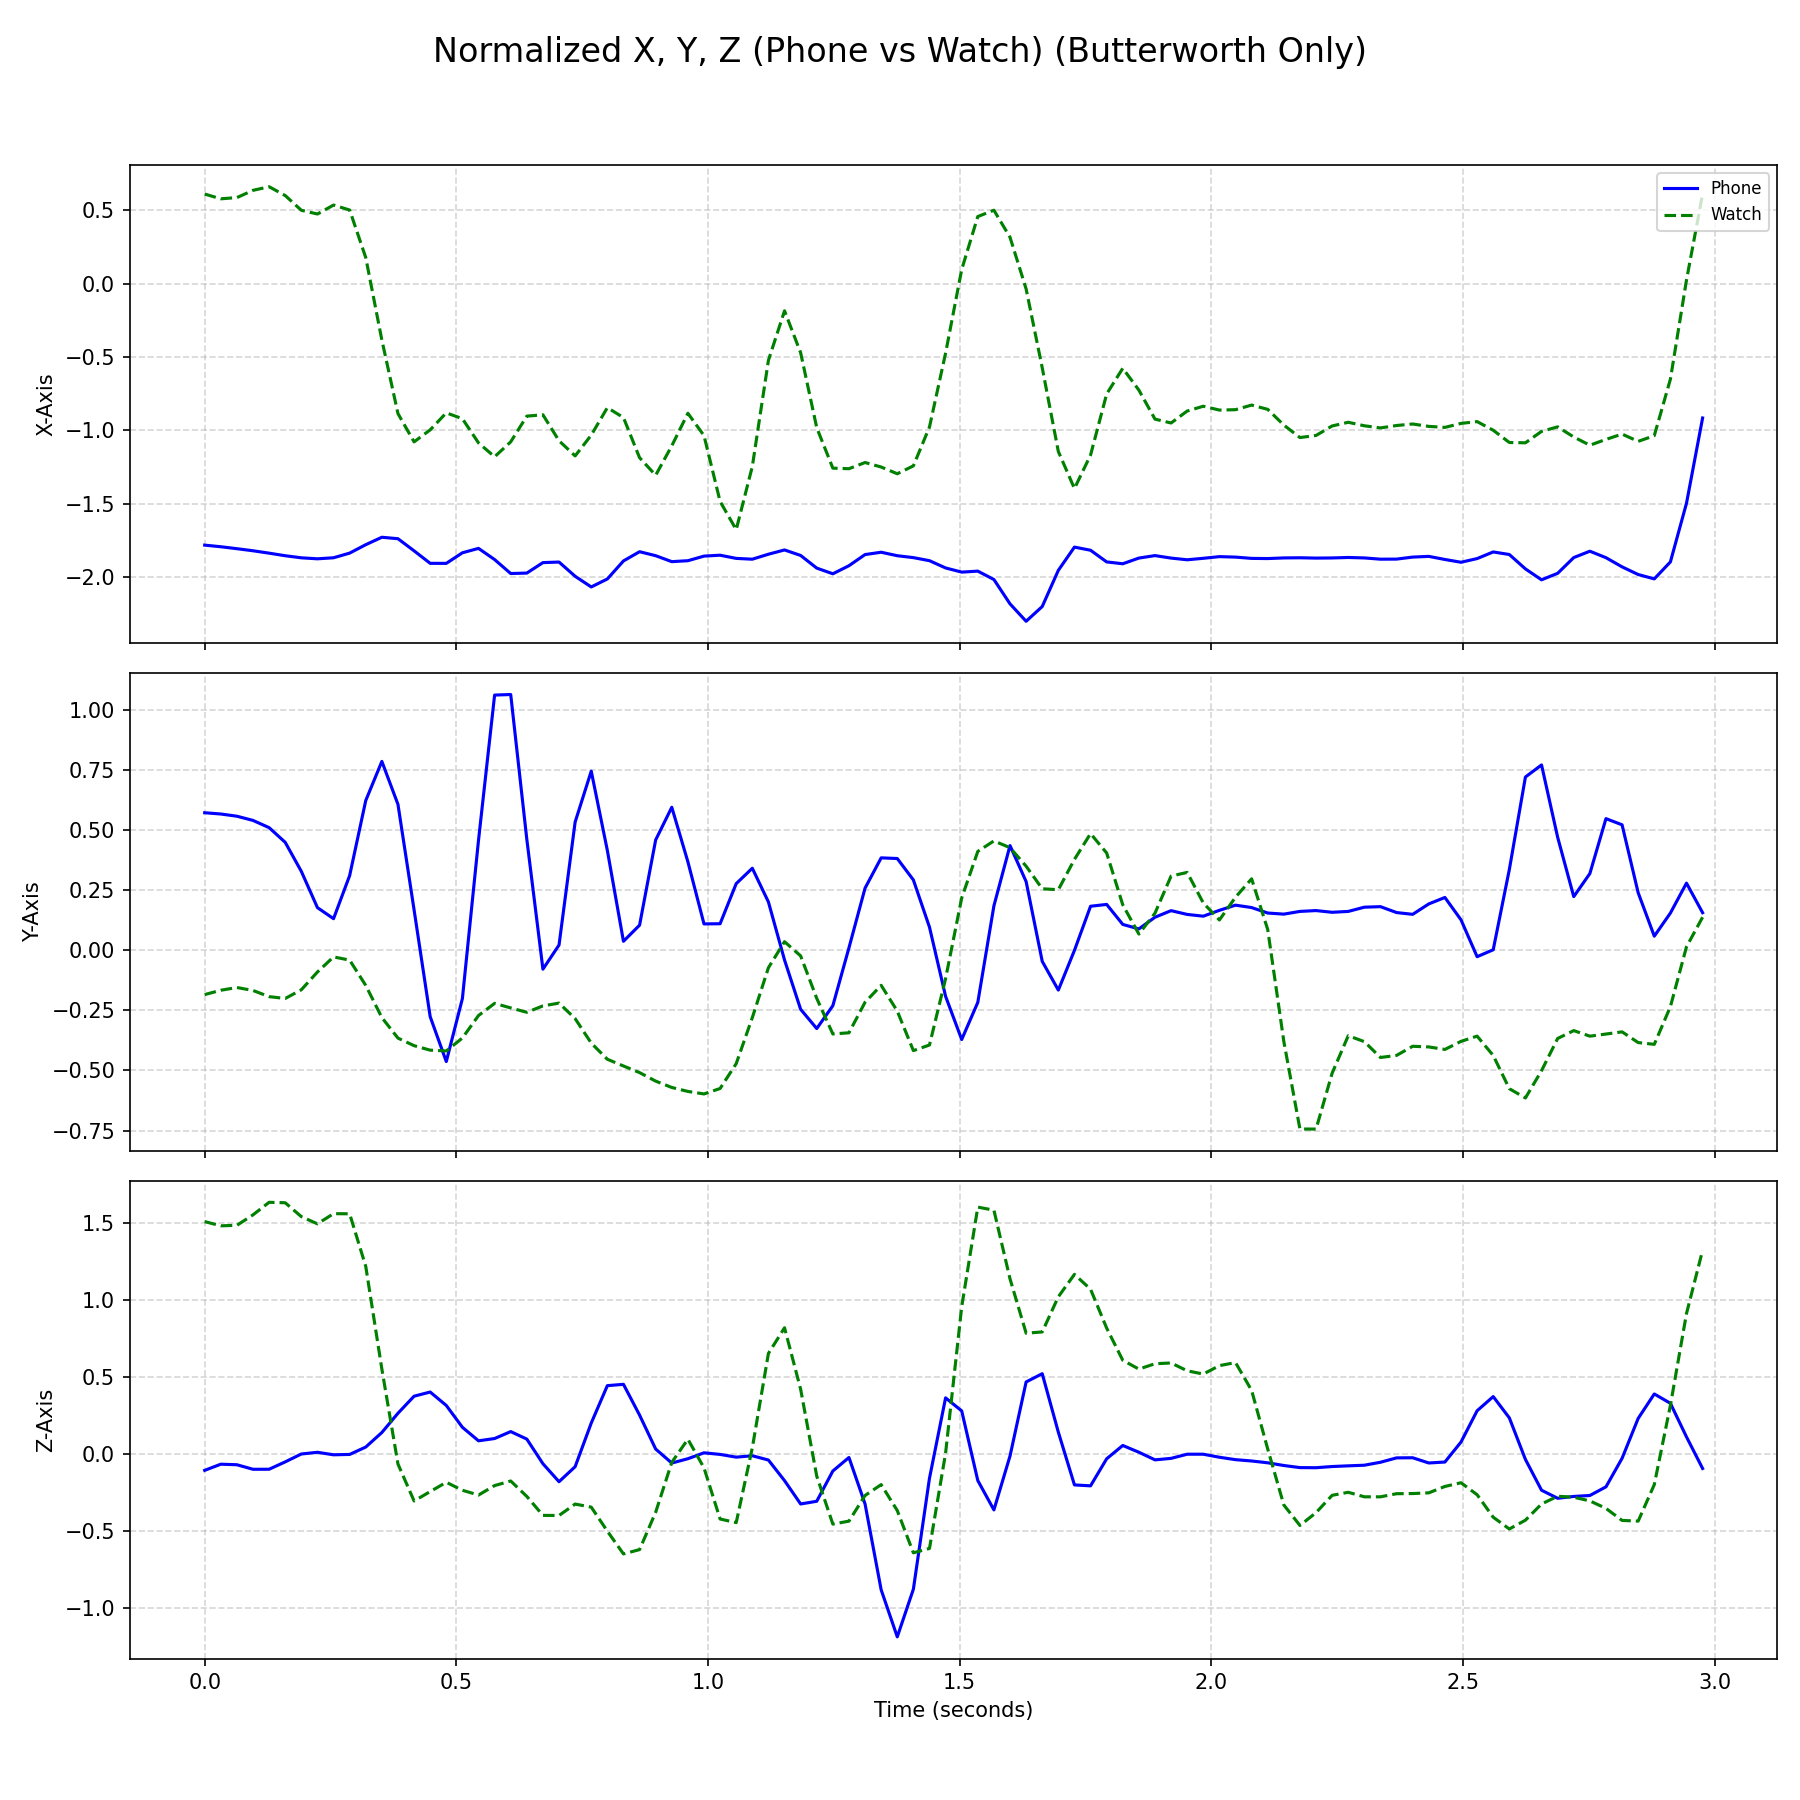 Normalized X, Y, Z (Phone vs Watch) (Butterworth Only)
Phone
Watch
X-Axis
0.5
0.0
−0.5
−1.0
−1.5
−2.0
Y-Axis
1.00
0.75
0.50
0.25
0.00
−0.25
−0.50
−0.75
Z-Axis
1.5
1.0
0.5
0.0
−0.5
−1.0
0.0 0.5 1.0 1.5 2.0 2.5 3.0
Time (seconds)